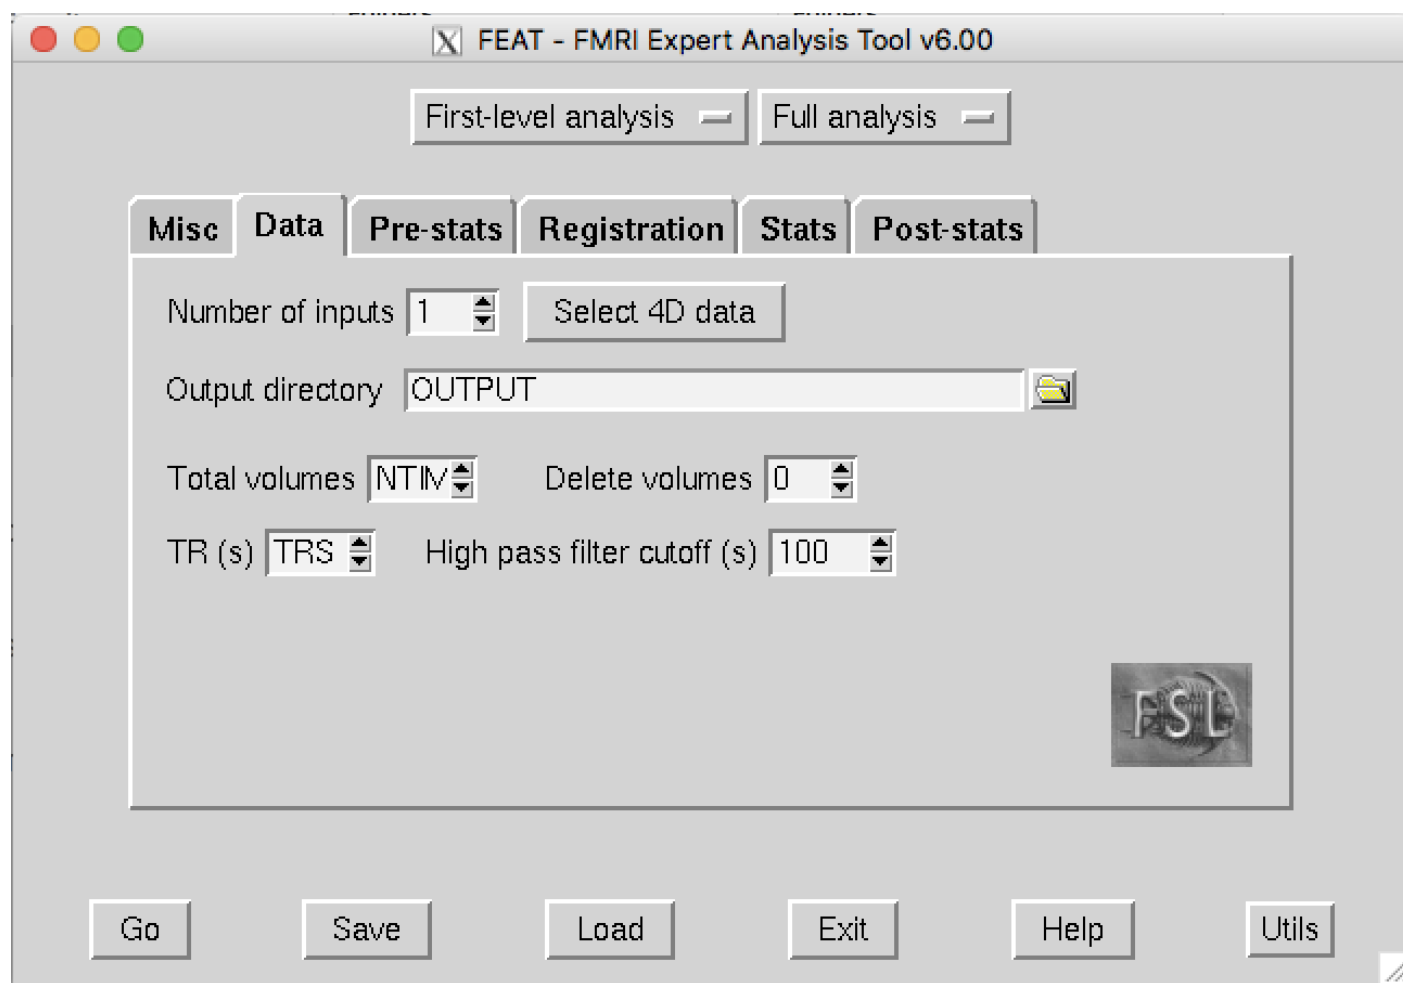 FEAT - FMRI Expert Analysis Tool v6.00
First-level analysis Full analysis
Misc Data Pre-stats Registration Stats Post-stats
Number of inputs 1 Select 4D data
Output directory OUTPUT
Total volumes NTIM Delete volumes 0
TR (s) TRS High pass filter cutoff (s) 100
FSL
Go Save Load Exit Help Utils